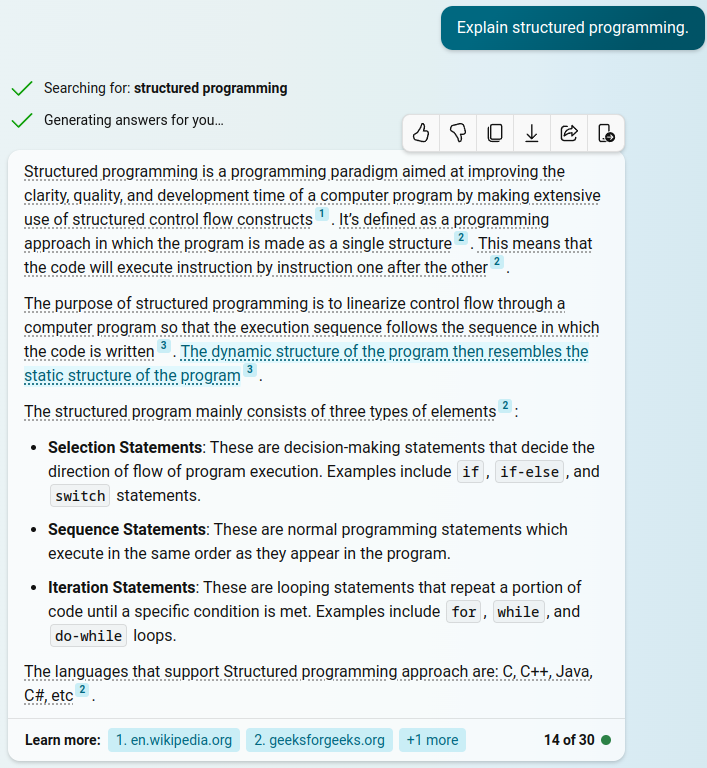 Explain structured programming.
Searching for: structured programming
Generating answers for you...
Structured programming is a programming paradigm aimed at improving the
clarity, quality, and development time of a computer program by making extensive
use of structured control flow constructs 1 . It's defined as a programming
approach in which the program is made as a single structure 2 . This means that
the code will execute instruction by instruction one after the other 2 .
The purpose of structured programming is to linearize control flow through a
computer program so that the execution sequence follows the sequence in which
the code is written 3 . The dynamic structure of the program then resembles the
static structure of the program 3 .
The structured program mainly consists of three types of elements 2 :
• Selection Statements: These are decision-making statements that decide the
direction of flow of program execution. Examples include if , if-else , and
switch statements.
• Sequence Statements: These are normal programming statements which
execute in the same order as they appear in the program.
• Iteration Statements: These are looping statements that repeat a portion of
code until a specific condition is met. Examples include for , while , and
do-while loops.
The languages that support Structured programming approach are: C, C++, Java,
C#, etc 2 .
Learn more: 1. en.wikipedia.org 2. geeksforgeeks.org +1 more 14 of 30